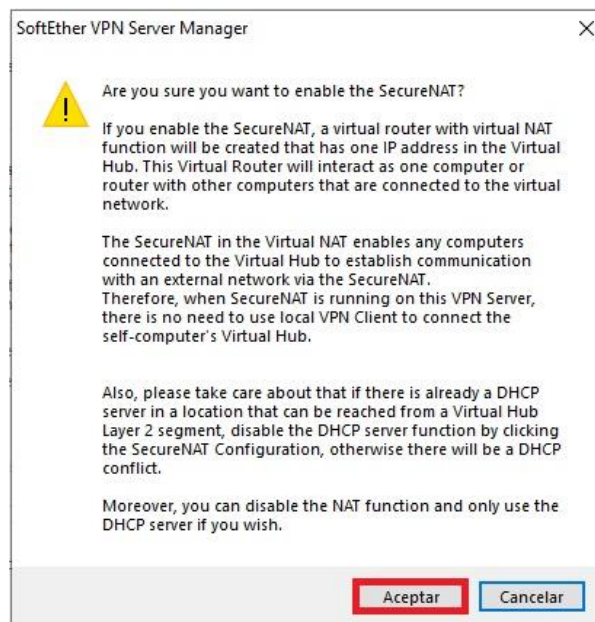 SoftEther VPN Server Manager
Are you sure you want to enable the SecureNAT?
If you enable the SecureNAT, a virtual router with virtual NAT
function will be created that has one IP address in the Virtual
Hub. This Virtual Router will interact as one computer or
router with other computers that are connected to the virtual
network.
The SecureNAT in the Virtual NAT enables any computers
connected to the Virtual Hub to establish communication
with an external network via the SecureNAT.
Therefore, when SecureNAT is running on this VPN Server,
there is no need to use local VPN Client to connect the
self-computer's Virtual Hub.
Also, please take care about that if there is already a DHCP
server in a location that can be reached from a Virtual Hub
Layer 2 segment, disable the DHCP server function by clicking
the SecureNAT Configuration, otherwise there will be a DHCP
conflict.
Moreover, you can disable the NAT function and only use the
DHCP server if you wish.
Aceptar
Cancelar